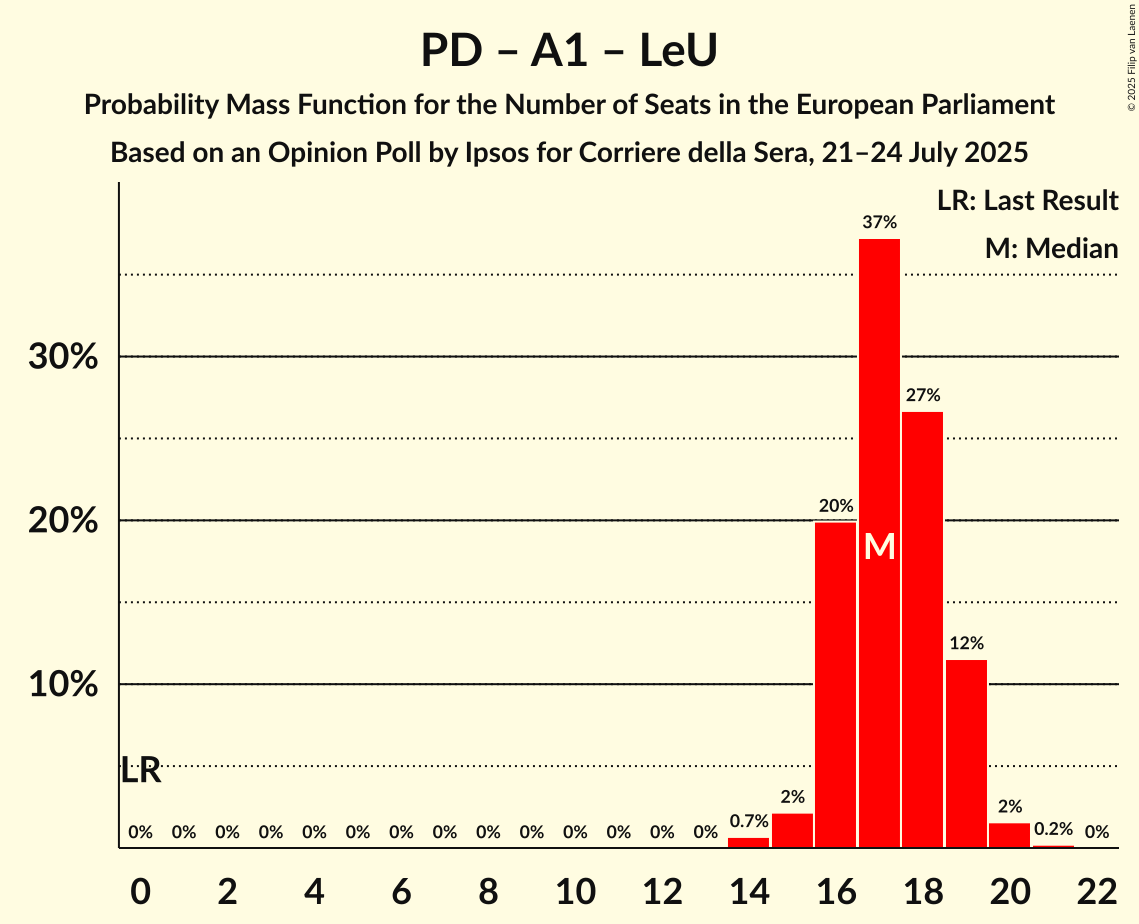 PD – A1 – LeU
Probability Mass Function for the Number of Seats in the European Parliament
Based on an Opinion Poll by Ipsos for Corriere della Sera, 21–24 July 2025
© 2025 Filip van Laenen
LR: Last Result
M: Median
37%
30%
27%
20%
20%
M
12%
10%
LR
2%
2%
0.7%
0.2%
0% 0% 0% 0% 0% 0% 0% 0% 0% 0% 0% 0% 0% 0% 0%
0 2 4 6 8 10 12 14 16 18 20 22